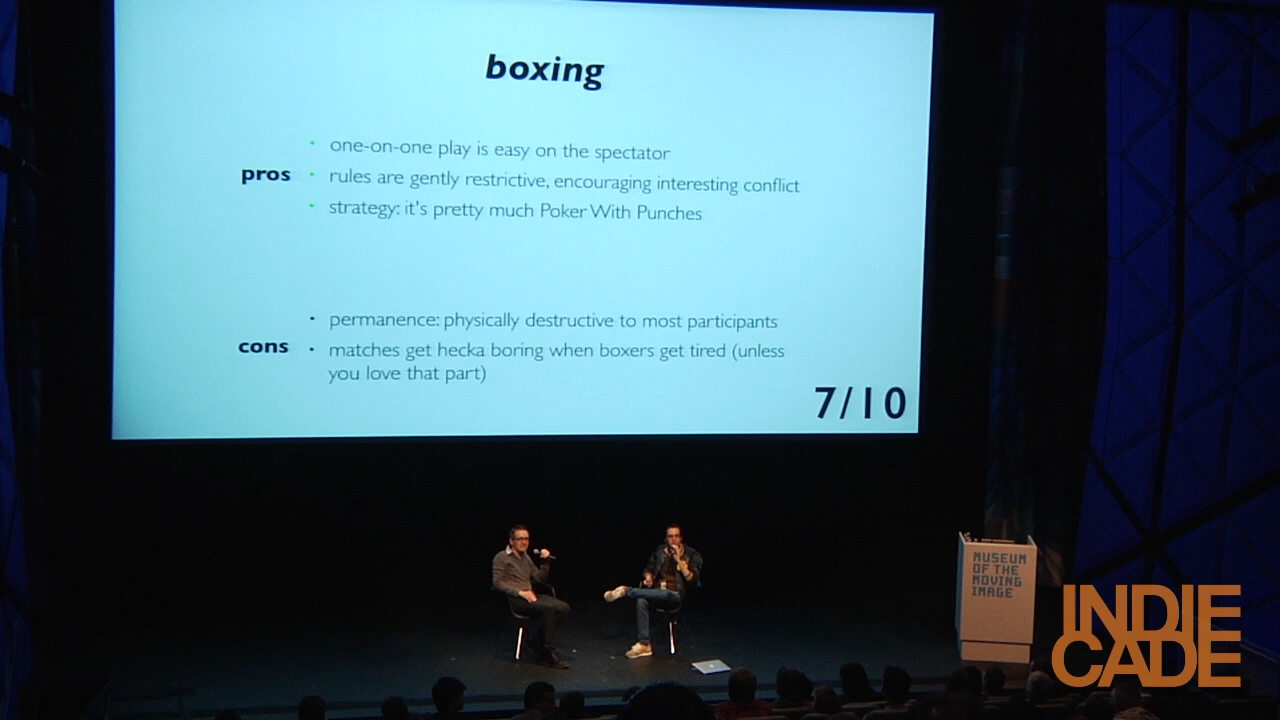 boxing
pros
• one-on-one play is easy on the spectator
• rules are gently restrictive, encouraging interesting conflict
• strategy: it's pretty much Poker With Punches
cons
• permanence: physically destructive to most participants
• matches get hecka boring when boxers get tired (unless
you love that part)
7/10
MUSEUM
OF THE
MOVING
IMAGE
INDIE
CADE